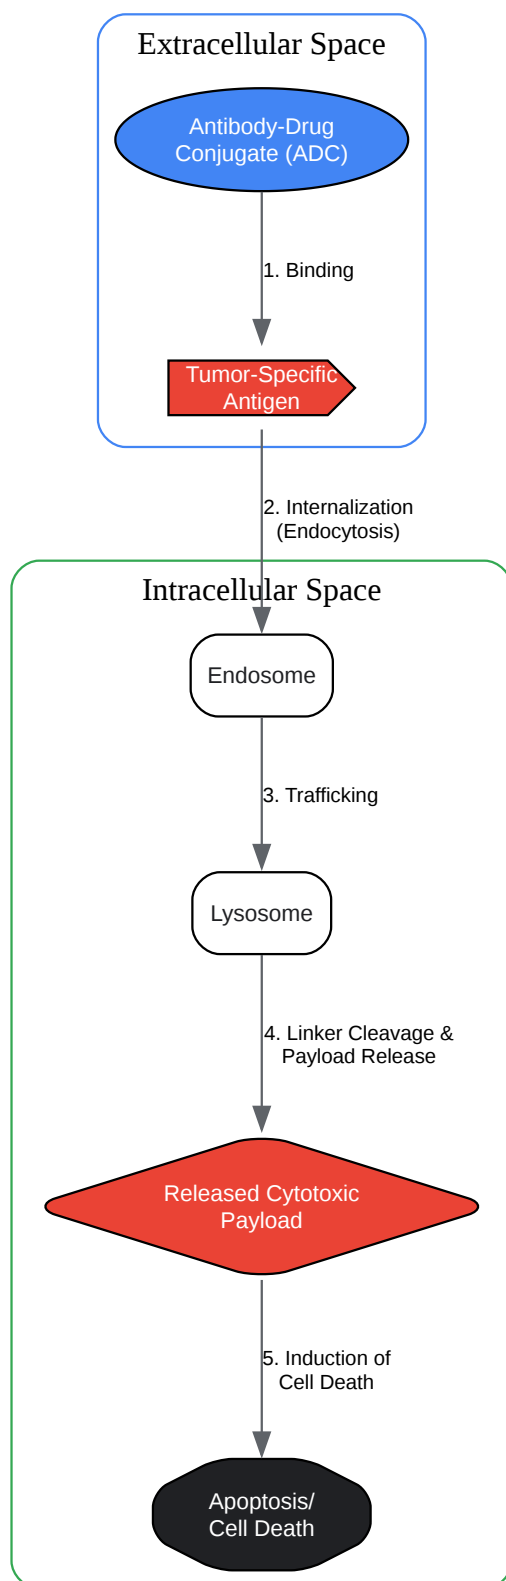 Extracellular Space
Antibody-Drug
Conjugate (ADC)
1. Binding
Tumor-Specific
Antigen
2. Internalization
(Endocytosis)
Intracellular Space
Endosome
3. Trafficking
Lysosome
4. Linker Cleavage &
Payload Release
Released Cytotoxic
Payload
5. Induction of
Cell Death
Apoptosis/
Cell Death